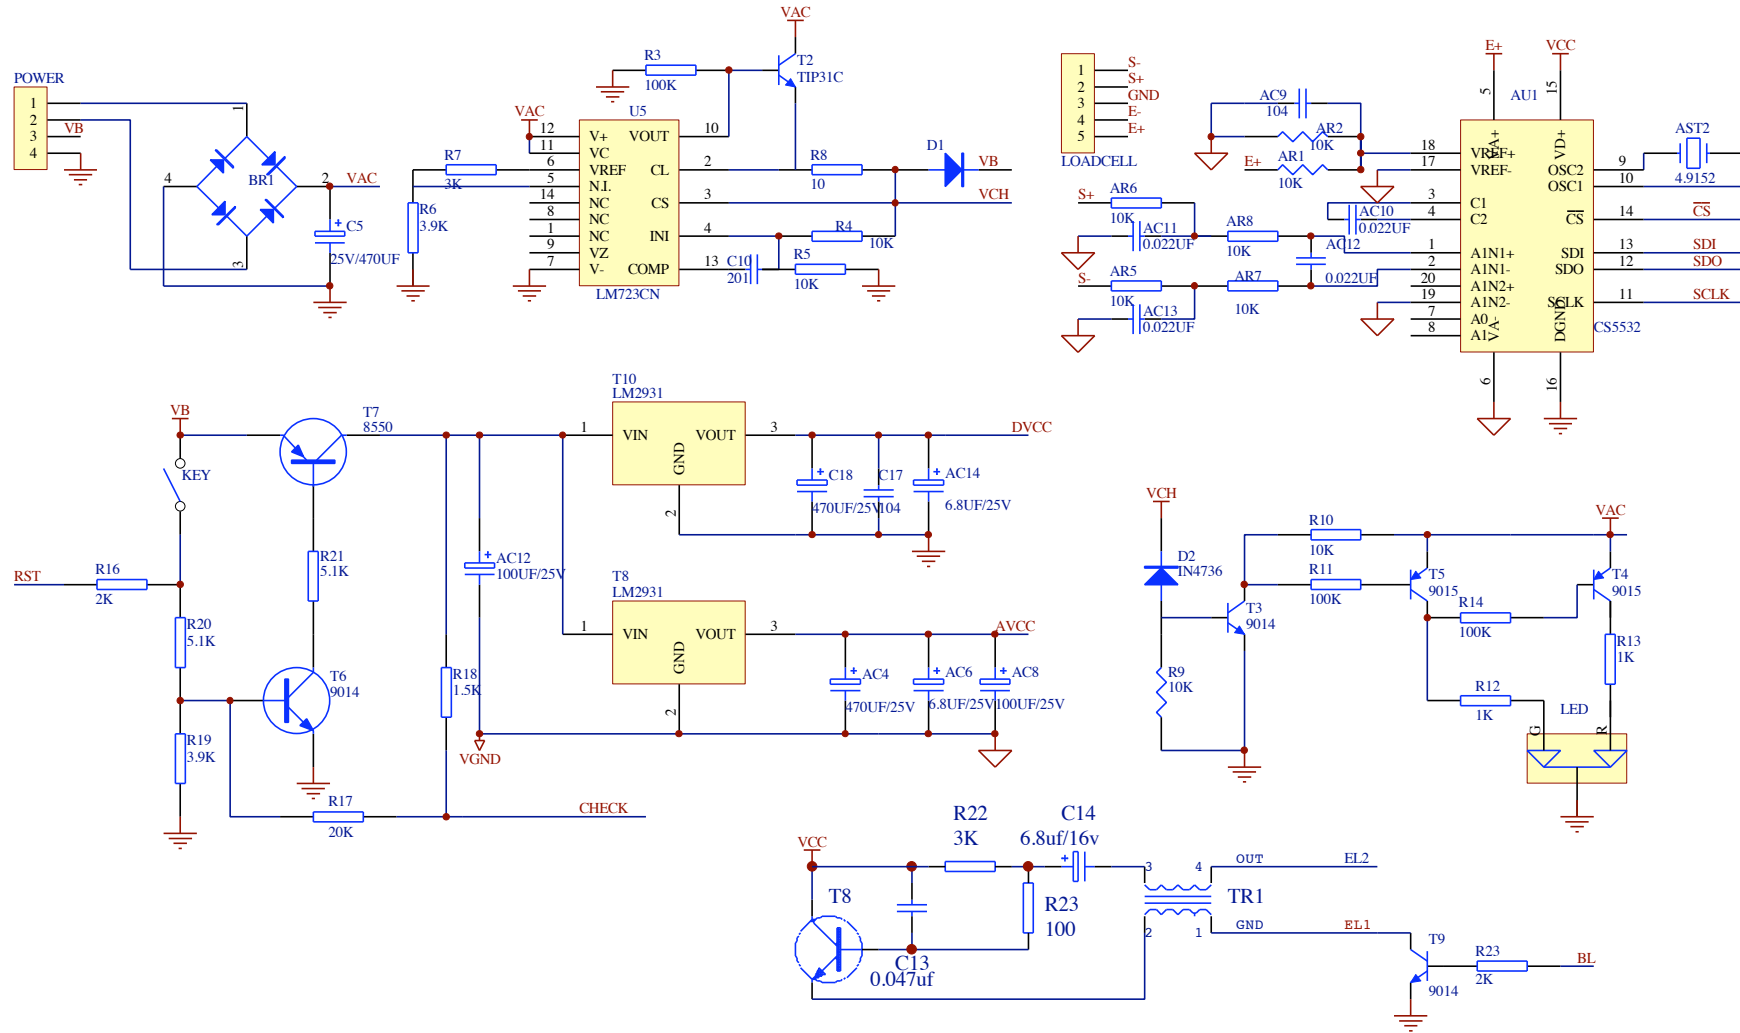 POWER
1
2
3
4
VB
1
2
3
4
BR1
VAC
C5
+
25V/470UF
VAC
R3
100K
T2
TIP31C
U5
VAC
12
11
6
5
14
8
1
9
7
V+
VC
VREF
N.I.
NC
NC
NC
VZ
V-
VOUT
CL
CS
INI
COMP
10
2
3
4
13
LM723CN
R7
3K
R6
3.9K
R8
10
D1
VB
VCH
R4
10K
C10
201
R5
10K
1
2
3
4
5
S-
S+
GND
E-
E+
LOADCELL
AC9
104
AR2
10K
E+
AR1
10K
S+
AR6
10K
AC11
0.022UF
AR8
10K
AC10
0.022UF
AC12
0.022UF
S-
AR5
10K
AR7
10K
AC13
0.022UF
E+
VCC
5
15
AU1
18
17
3
4
1
2
20
19
7
8
VREF+
VREF-
C1
C2
A1N1+
A1N1-
A1N2+
A1N2-
A0
A1
VA+
VD+
VA-
DGND
OSC2
OSC1
CS
SDI
SDO
SCLK
9
10
14
13
12
11
6
16
CS5532
AST2
4.9152
CS
SDI
SDO
SCLK
VB
T7
8550
KEY
RST
R16
2K
R21
5.1K
R20
5.1K
T6
9014
R19
3.9K
R17
20K
R18
1.5K
CHECK
AC12
+
100UF/25V
VGND
T10
LM2931
1
VIN
VOUT
GND
3
2
DVCC
C18
+
470UF/25V
C17
104
AC14
+
6.8UF/25V
T8
LM2931
1
VIN
VOUT
GND
3
2
AVCC
AC4
+
470UF/25V
AC6
+
6.8UF/25V
AC8
+
100UF/25V
VCH
D2
IN4736
R9
10K
T3
9014
R10
10K
R11
100K
T5
9015
R14
100K
VAC
T4
9015
R13
1K
R12
1K
LED
G
R
VCC
T8
R22
3K
C14
6.8uf/16v
+
R23
100
C13
0.047uf
3
4
2
1
TR1
OUT
GND
EL2
EL1
T9
9014
R23
2K
BL